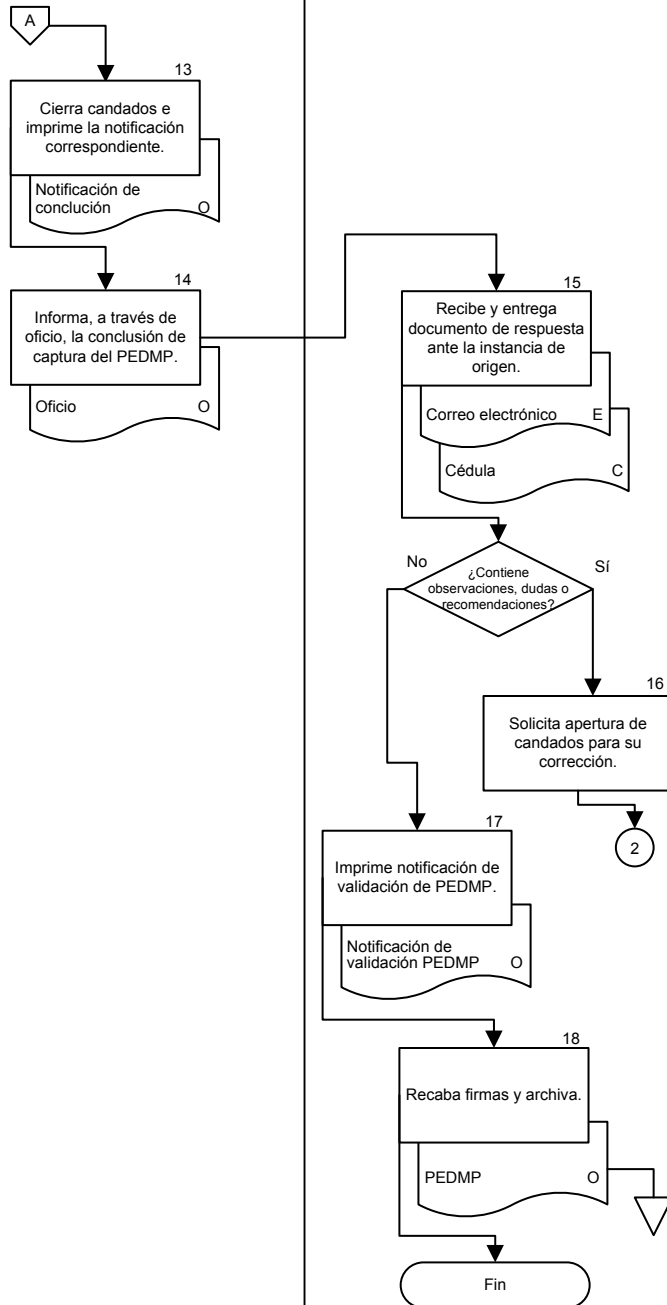 A
13
Cierra candados e
imprime la notificación
correspondiente.
Notificación de
conclución
O
14
Informa, a través de
oficio, la conclusión de
captura del PEDMP.
Oficio
O
15
Recibe y entrega
documento de respuesta
ante la instancia de
origen.
Correo electrónico
E
Cédula
C
No
¿Contiene
observaciones, dudas o
recomendaciones?
Sí
16
Solicita apertura de
candados para su
corrección.
2
17
Imprime notificación de
validación de PEDMP.
Notificación de
validación PEDMP
O
18
Recaba firmas y archiva.
PEDMP
O
Fin